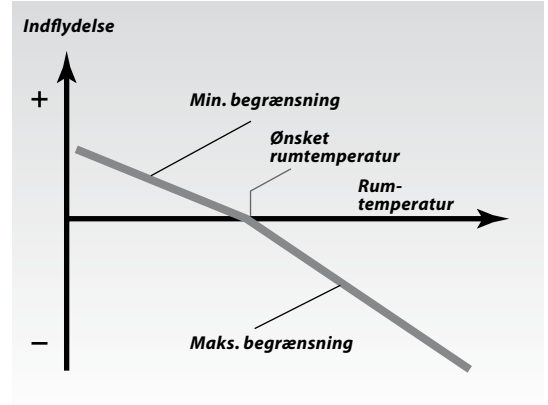 Indflydelse
+
Min. begrænsning
Ønsket
rumtemperatur
Rum-
temperatur
Maks. begrænsning
–